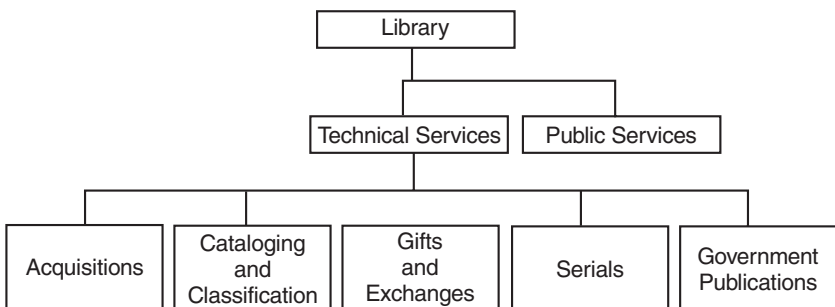 Library
Technical Services
Public Services
Acquisitions
Cataloging
and
Classification
Gifts
and
Exchanges
Serials
Government
Publications